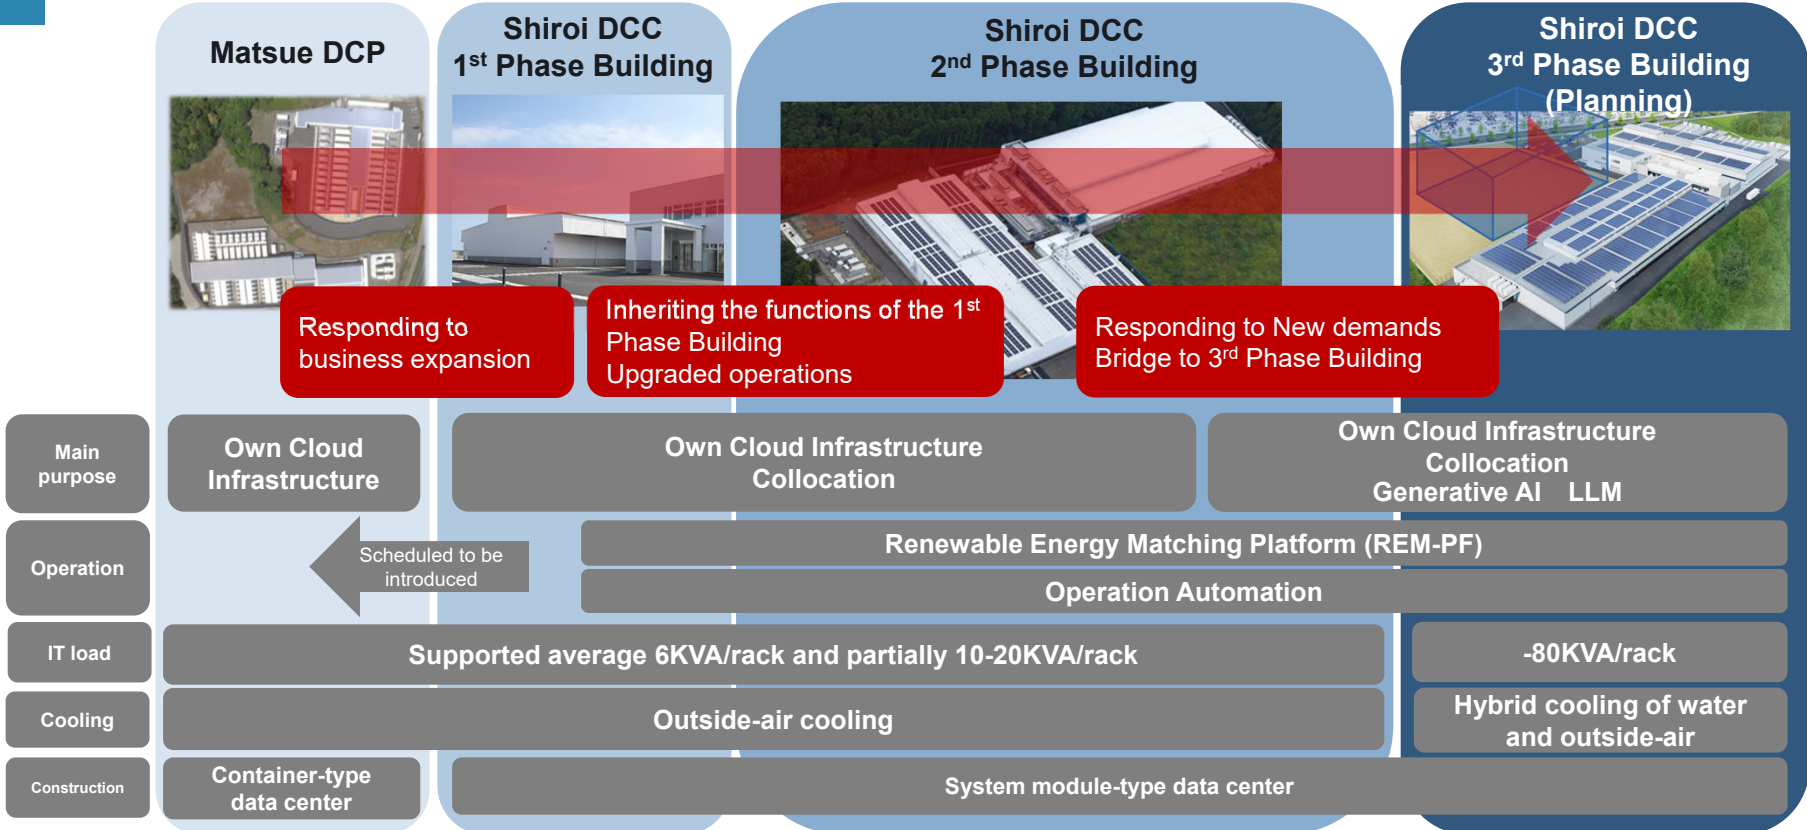 Matsue DCP
Shiroi DCC
1st Phase Building
Shiroi DCC
2nd Phase Building
Shiroi DCC
3rd Phase Building
(Planning)
Responding to
business expansion
Inheriting the functions of the 1st
Phase Building
Upgraded operations
Responding to New demands
Bridge to 3rd Phase Building
Main
purpose
Own Cloud
Infrastructure
Own Cloud Infrastructure
Collocation
Own Cloud Infrastructure
Collocation
Generative AI LLM
Operation
Scheduled to be
introduced
Renewable Energy Matching Platform (REM-PF)
Operation Automation
IT load
Supported average 6KVA/rack and partially 10-20KVA/rack
-80KVA/rack
Cooling
Outside-air cooling
Hybrid cooling of water
and outside-air
Construction
Container-type
data center
System module-type data center